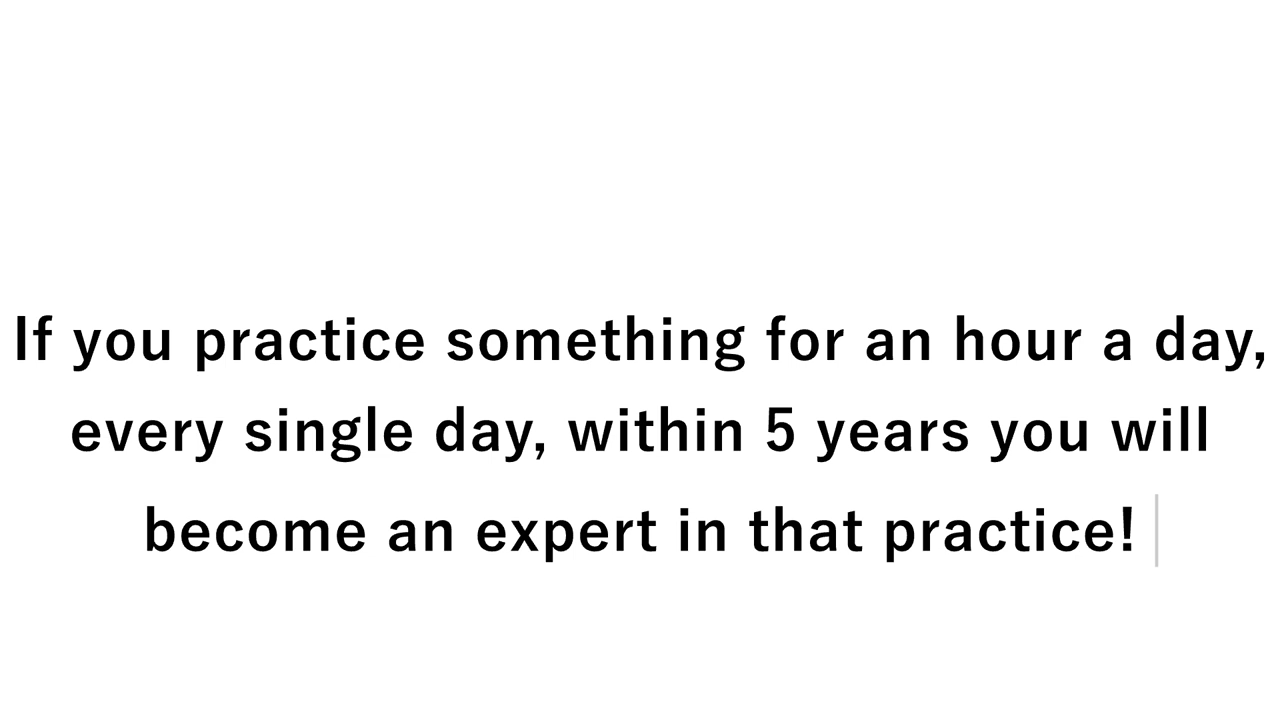 If you practice something for an hour a day,
every single day, within 5 years you will
become an expert in that practice!